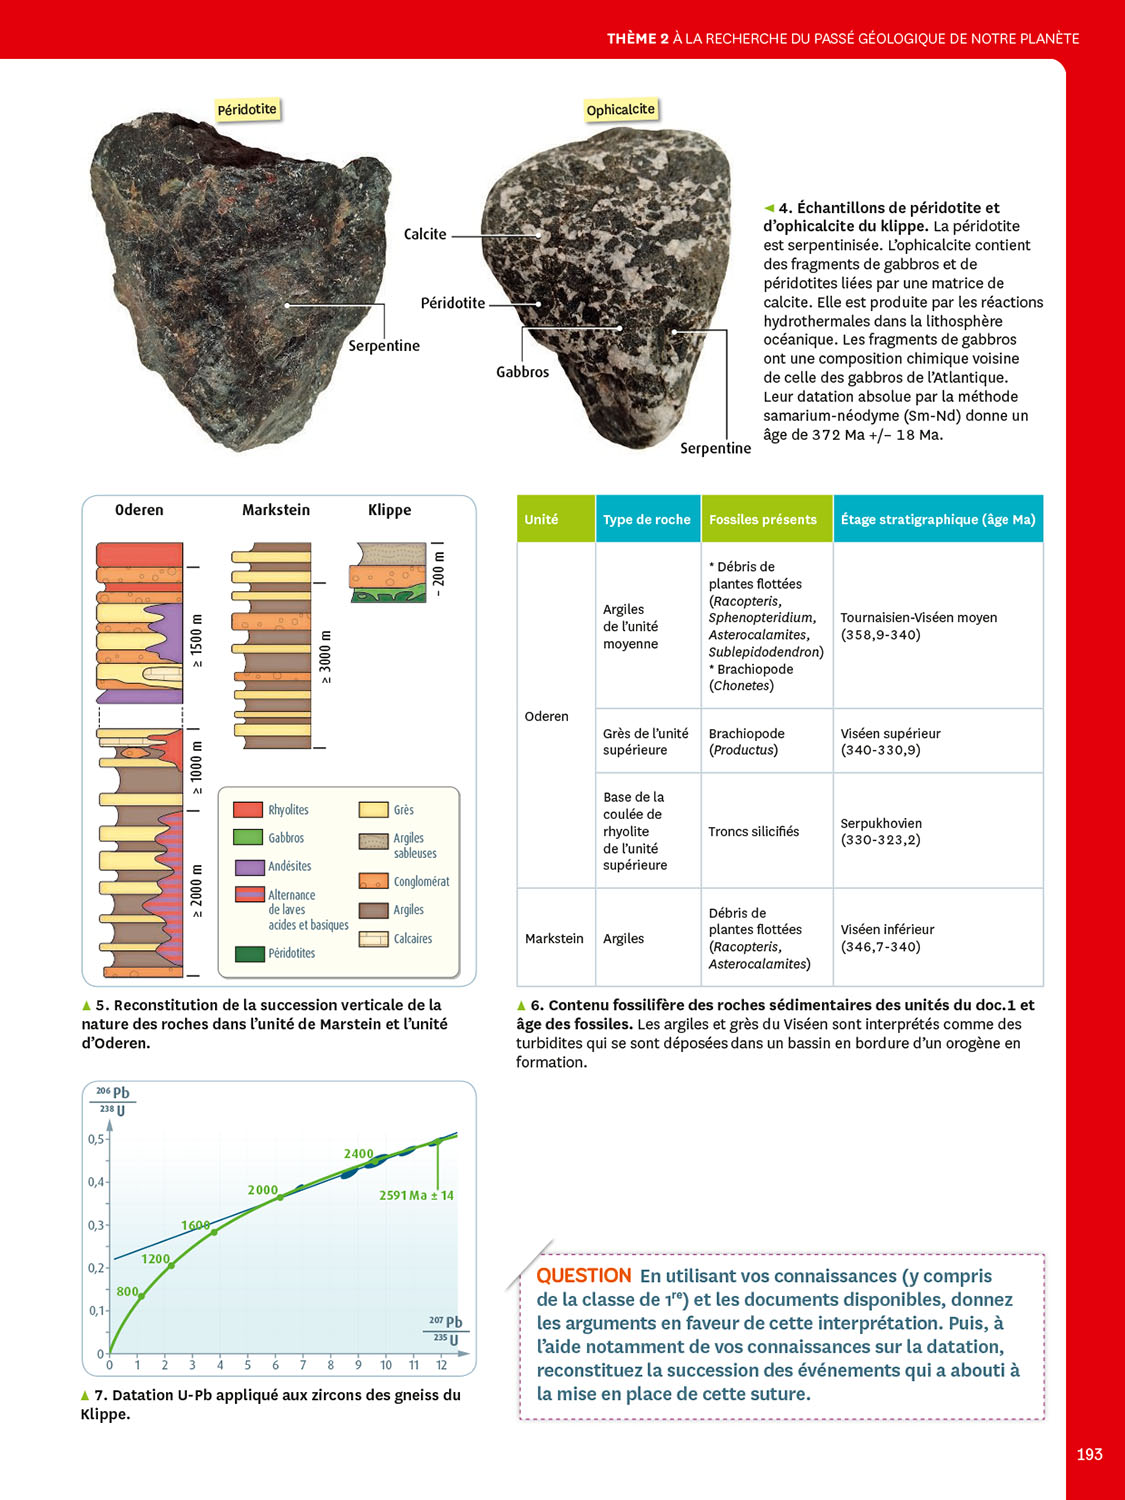 THÈME 2 À LA RECHERCHE DU PASSÉ GÉOLOGIQUE DE NOTRE PLANÈTE
Péridotite
Ophicalcite
Calcite
Péridotite
Serpentine
Gabbros
Serpentine
◄ 4. Échantillons de péridotite et
d’ophicalcite du klippe. La péridotite
est serpentinisée. L’ophicalcite contient
des fragments de gabbros et de
péridotites liées par une matrice de
calcite. Elle est produite par les réactions
hydrothermales dans la lithosphère
océanique. Les fragments de gabbros
ont une composition chimique voisine
de celle des gabbros de l’Atlantique.
Leur datation absolue par la méthode
samarium-néodyme (Sm-Nd) donne un
âge de 372 Ma +/– 18 Ma.
Oderen
Markstein
Klippe
≥ 1500 m
≥ 1000 m
≥ 2000 m
≥ 3000 m
~ 200 m
Rhyolites
Gabbros
Andésites
Alternance
de laves
acides et basiques
Péridotites
Grès
Argiles
sableuses
Conglomérat
Argiles
Calcaires
▲ 5. Reconstitution de la succession verticale de la
nature des roches dans l’unité de Marstein et l’unité
d’Oderen.
Unité
Type de roche
Fossiles présents
Étage stratigraphique (âge Ma)
Oderen
Argiles
de l’unité
moyenne
* Débris de
plantes flottées
(Racopteris,
Sphenopteridium,
Asterocalamites,
Sublepidodendron)
* Brachiopode
(Chonetes)
Tournaisien-Viséen moyen
(358,9-340)
Grès de l’unité
supérieure
Brachiopode
(Productus)
Viséen supérieur
(340-330,9)
Base de la
coulée de
rhyolite
de l’unité
supérieure
Troncs silicifiés
Serpukhovien
(330-323,2)
Markstein
Argiles
Débris de
plantes flottées
(Racopteris,
Asterocalamites)
Viséen inférieur
(346,7-340)
▲ 6. Contenu fossilifère des roches sédimentaires des unités du doc.1 et
âge des fossiles. Les argiles et grès du Viséen sont interprétés comme des
turbidites qui se sont déposées dans un bassin en bordure d’un orogène en
formation.
206 Pb
238 U
0,5
0,4
0,3
0,2
0,1
0
800
1200
1600
2000
2400
2591 Ma ± 14
207 Pb
235 U
0 1 2 3 4 5 6 7 8 9 10 11 12
▲ 7. Datation U-Pb appliqué aux zircons des gneiss du
Klippe.
QUESTION En utilisant vos connaissances (y compris
de la classe de 1re) et les documents disponibles, donnez
les arguments en faveur de cette interprétation. Puis, à
l’aide notamment de vos connaissances sur la datation,
reconstituez la succession des événements qui a abouti à
la mise en place de cette suture.
193